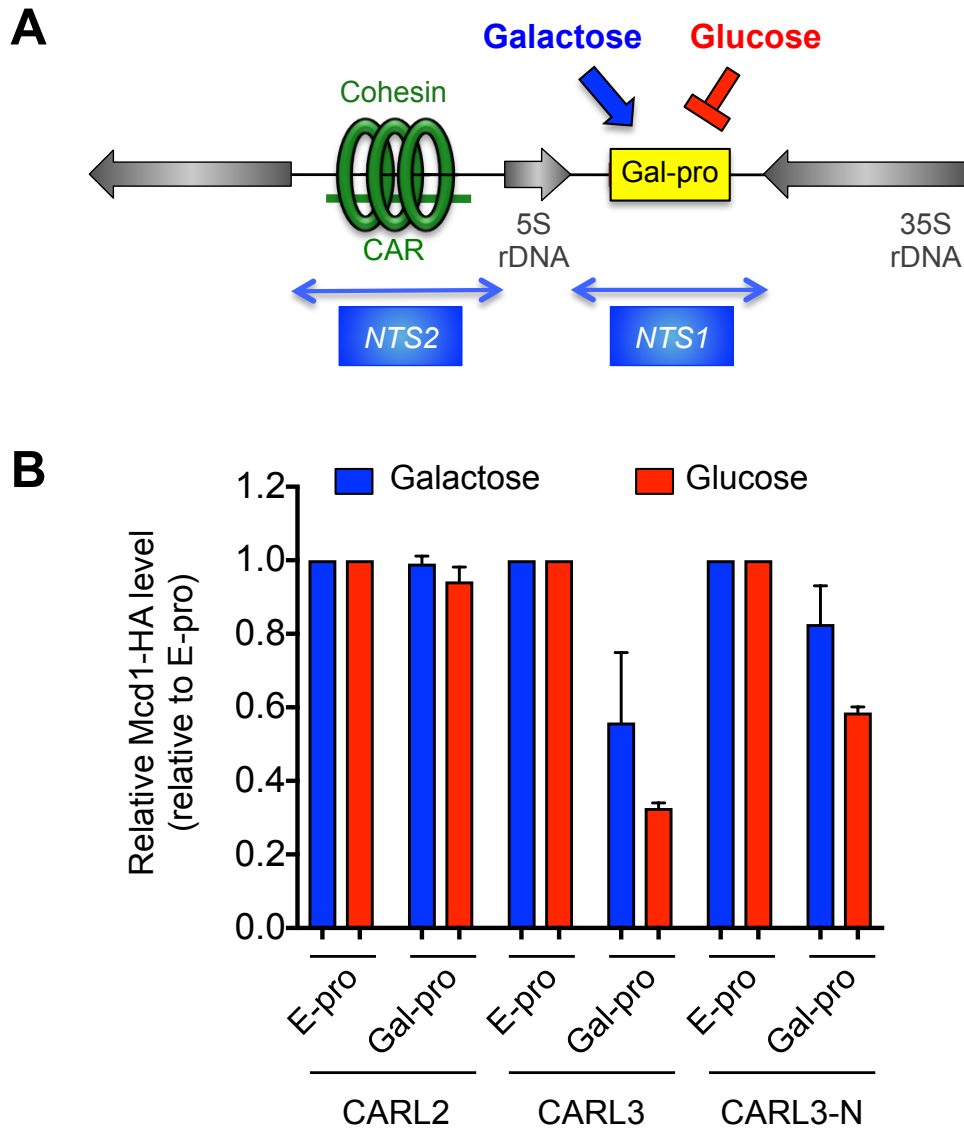 A
Galactose
Glucose
Cohesin
Gal-pro
CAR
5S
rDNA
35S
rDNA
NTS2
NTS1
B
Galactose
Glucose
Relative Mcd1-HA level
(relative to E-pro)
1.2
1.0
0.8
0.6
0.4
0.2
0.0
E-pro
Gal-pro
E-pro
Gal-pro
E-pro
Gal-pro
CARL2
CARL3
CARL3-N